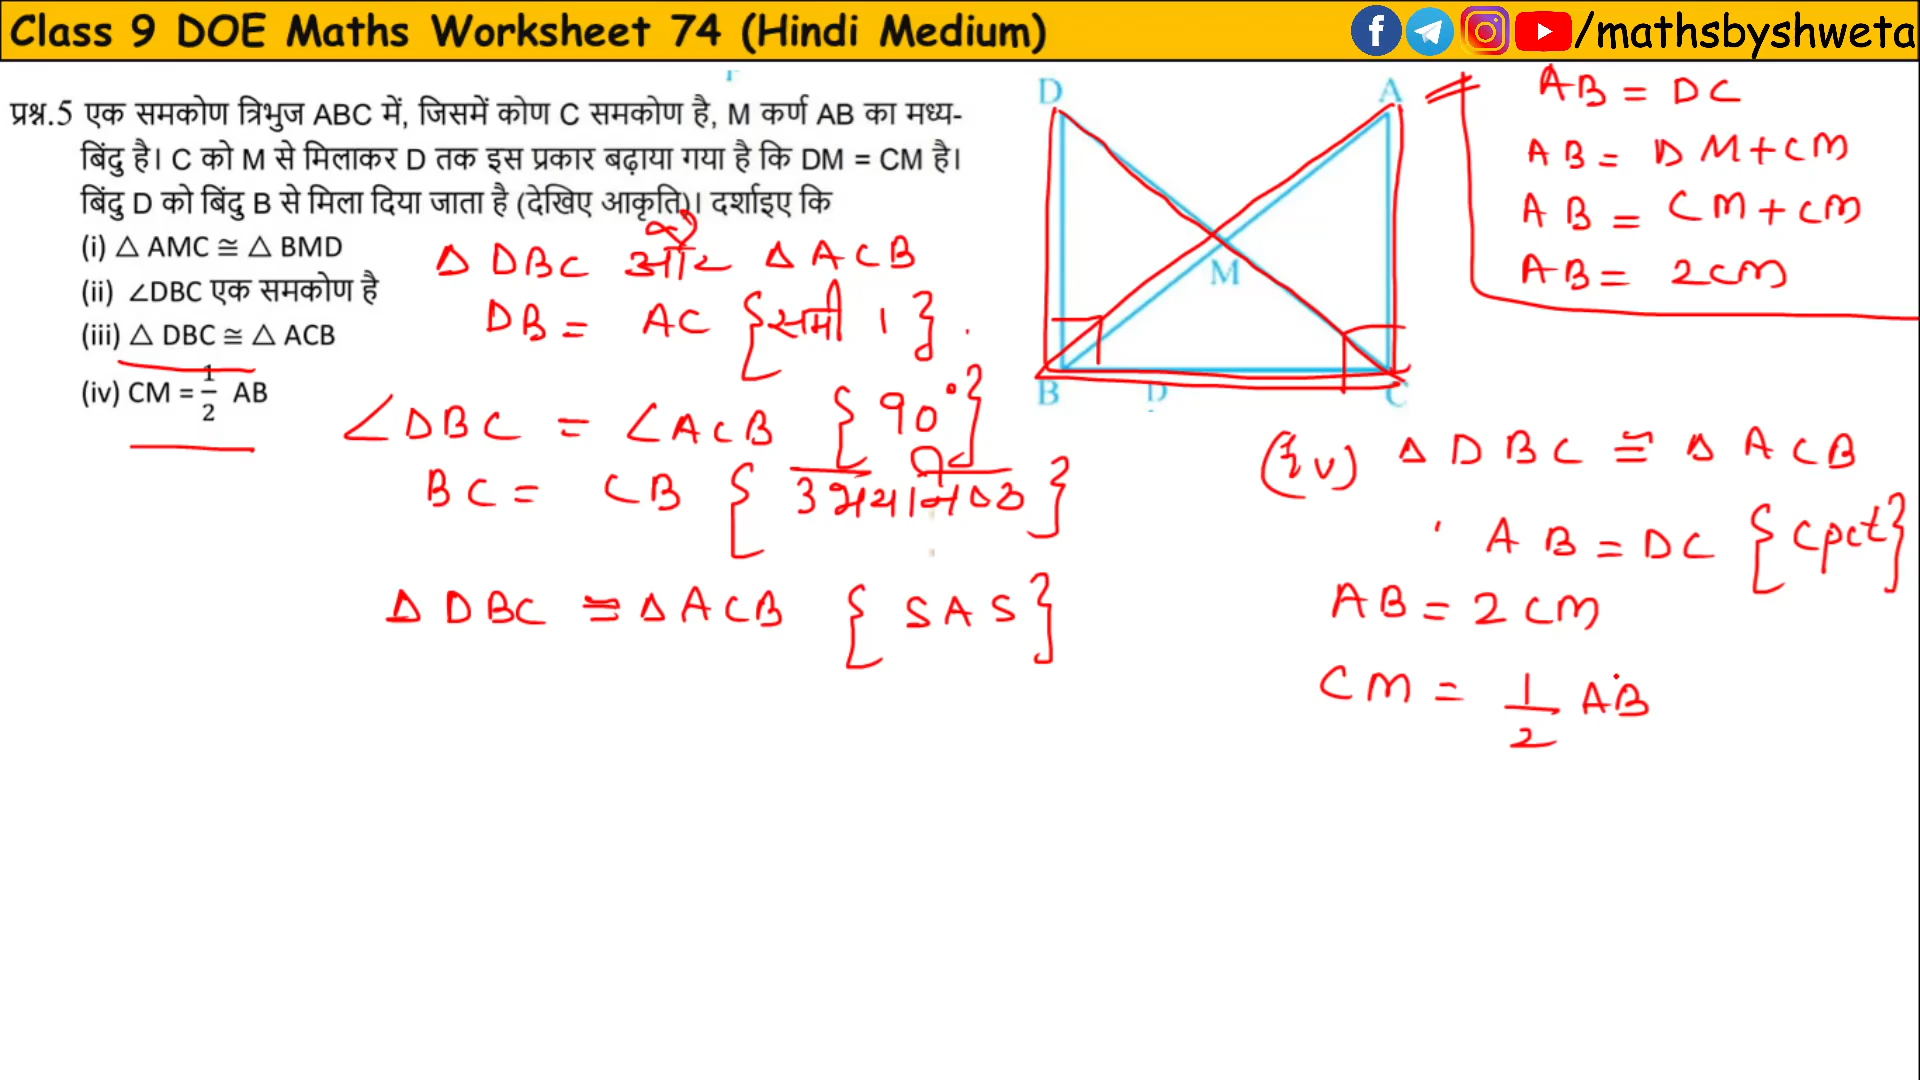 Class 9 DOE Maths Worksheet 74 (Hindi Medium)
/mathsbyshweta
प्रश्न.5 एक समकोण त्रिभुज ABC में, जिसमें कोण C समकोण है, M कर्ण AB का मध्य-
बिंदु है। C को M से मिलाकर D तक इस प्रकार बढ़ाया गया है कि DM = CM है।
बिंदु D को बिंदु B से मिला दिया जाता है (देखिए आकृति)। दर्शाइए कि
(i) △ AMC ≅ △ BMD
(ii) ∠DBC एक समकोण है
(iii) △ DBC ≅ △ ACB
(iv) CM = 1/2 AB
△ DBC और △ ACB
DB = AC {समी 1}
∠DBC = ∠ACB {90°}
BC = CB {उभयनिष्ठ}
△ DBC ≅ △ ACB {SAS}
D
A
M
B
D
C
AB = DC
AB = DM + CM
AB = CM + CM
AB = 2CM
(iv) △ DBC ≅ △ ACB
AB = DC {cpct}
AB = 2 CM
CM = 1/2 AB